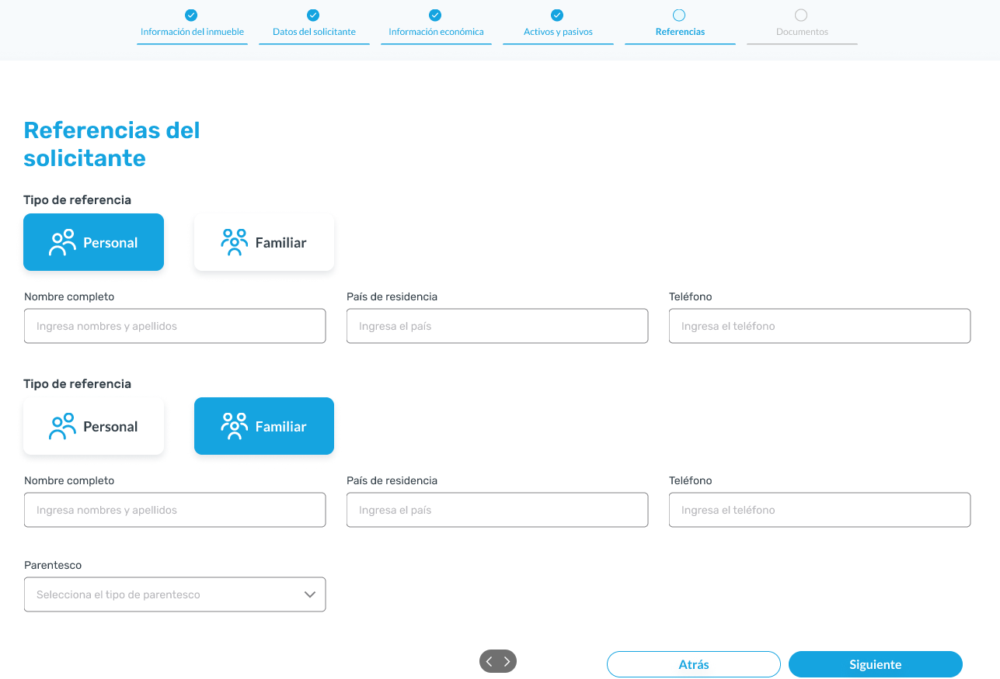 Información del inmueble
Datos del solicitante
Información económica
Activos y pasivos
Referencias
Documentos
Referencias del
solicitante
Tipo de referencia
Personal
Familiar
Nombre completo
País de residencia
Teléfono
Ingresa nombres y apellidos
Ingresa el país
Ingresa el teléfono
Tipo de referencia
Personal
Familiar
Nombre completo
País de residencia
Teléfono
Ingresa nombres y apellidos
Ingresa el país
Ingresa el teléfono
Parentesco
Selecciona el tipo de parentesco
Atrás
Siguiente